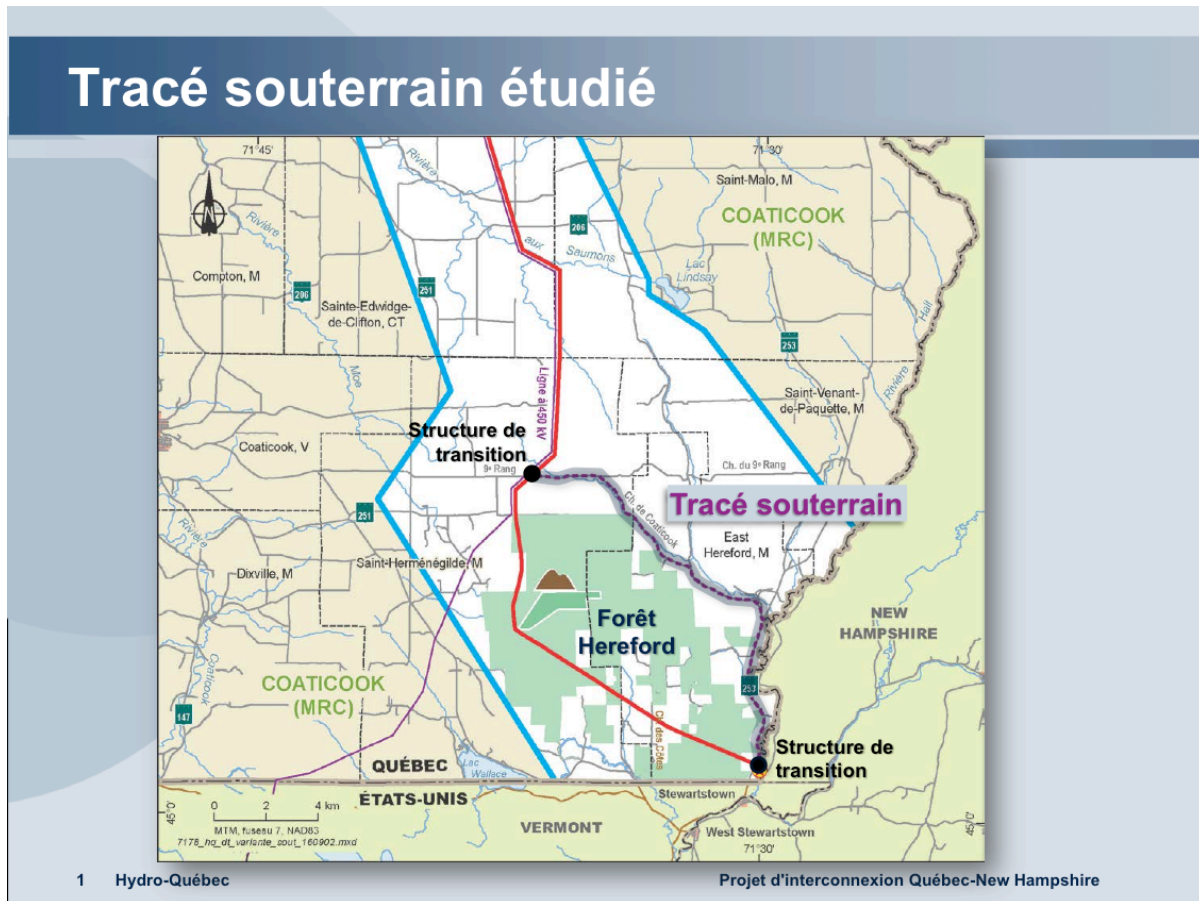 Tracé souterrain étudié
71°45'
71°30'
Rivière
Saint-Malo, M
COATICOOK
(MRC)
206
Rivière
aux
Saumons
Lac
Lindsay
Compton, M
206
251
Sainte-Edwidge-
de-Clifton, CT
Hall
253
Moe
Ligne à 450 kV
Rivière
Saint-Venant-
de-Paquette, M
Structure de
transition
Coaticook, V
9e Rang
Ch. du 9e Rang
Tracé souterrain
Ch. de Coaticook
251
East
Hereford, M
Rivière
Saint-Herménégilde, M
Dixville, M
NEW
HAMPSHIRE
Forêt
Hereford
Coaticook
COATICOOK
(MRC)
253
147
Ch. des Côtes
Structure de
transition
QUÉBEC
Lac
Wallace
ÉTATS-UNIS
Stewartstown
45°0'
0 2 4 km
MTM, fuseau 7, NAD83
7178_hq_dt_variante_sout_160902.mxd
VERMONT
West Stewartstown
45°0'
71°30'
1 Hydro-Québec
Projet d'interconnexion Québec-New Hampshire